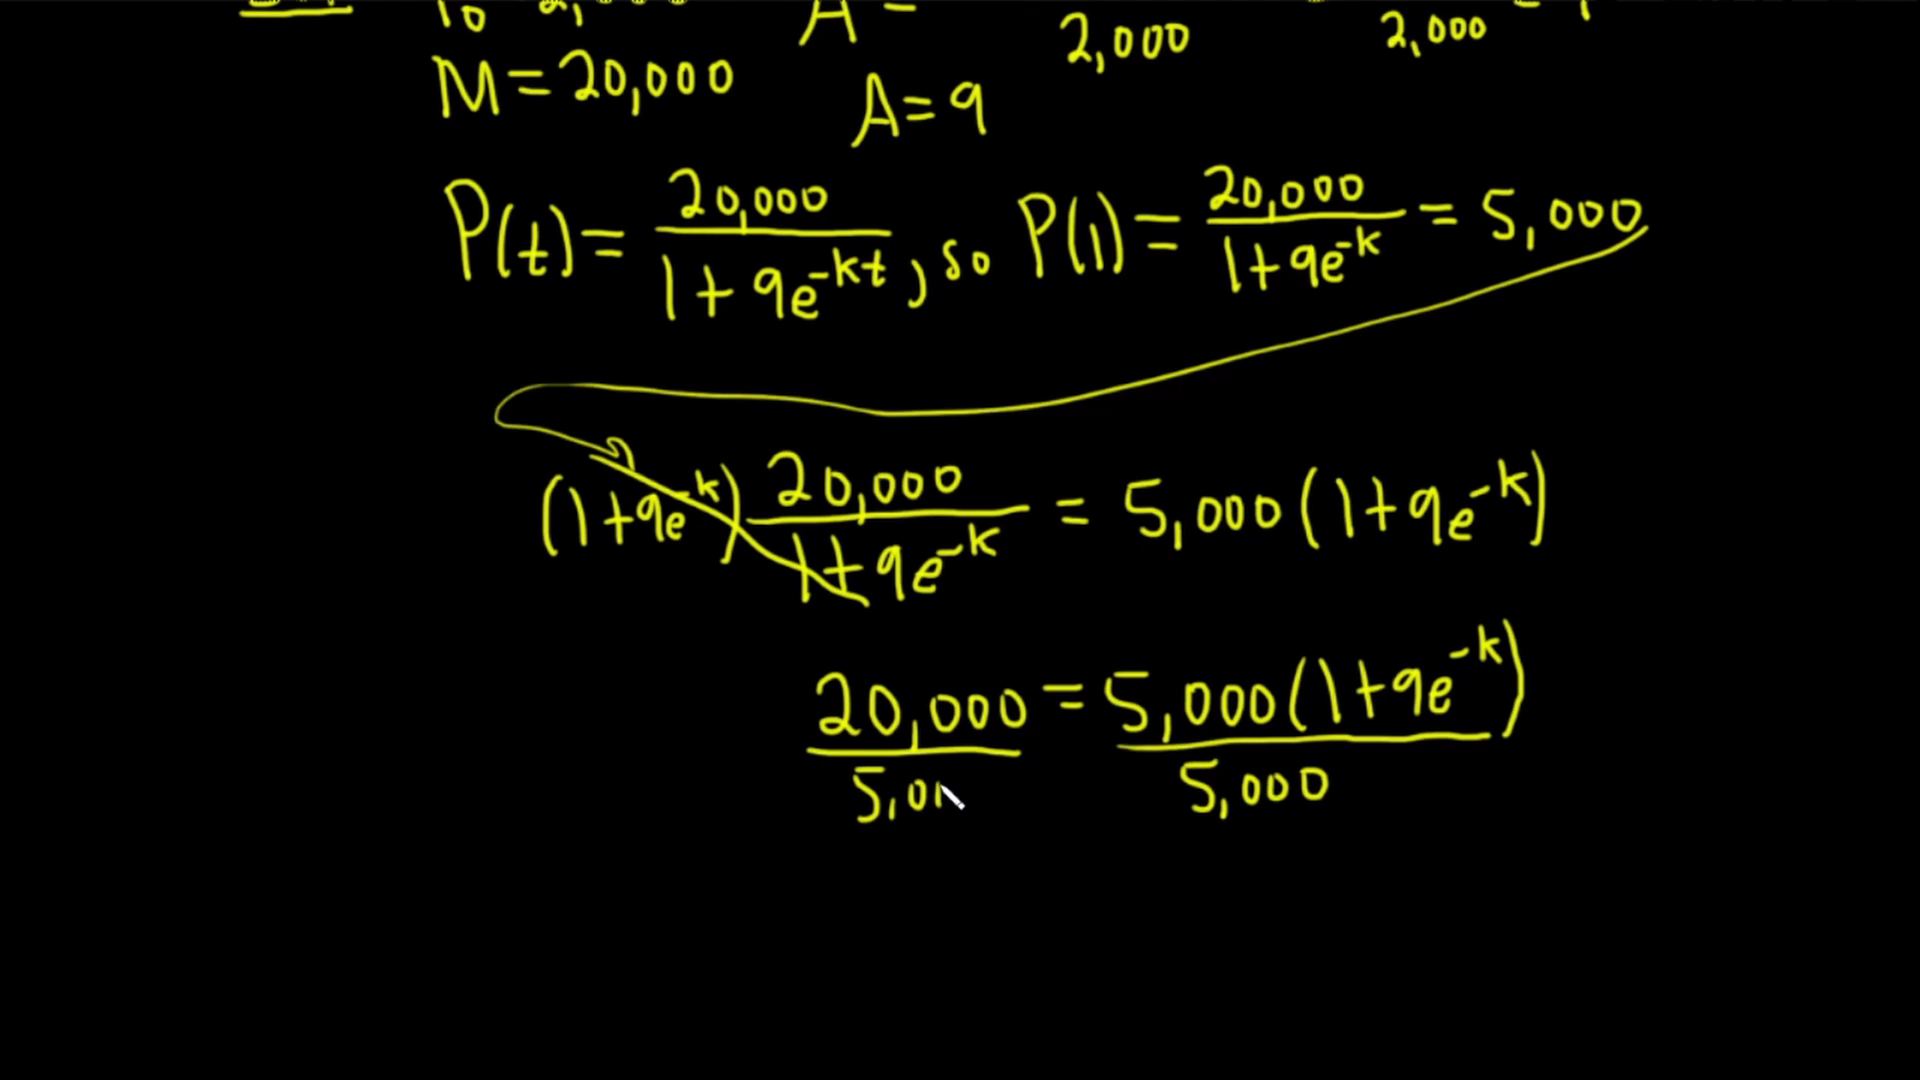 M = 20,000
A =
2,000
2,000
A = 9
P(t) = 20,000 / 1 + 9e^-kt , so P(1) = 20,000 / 1 + 9e^-k = 5,000
(1 + 9e^-k) 20,000 / 1 + 9e^-k = 5,000 (1 + 9e^-k)
20,000 = 5,000 (1 + 9e^-k)
5,0 5,000